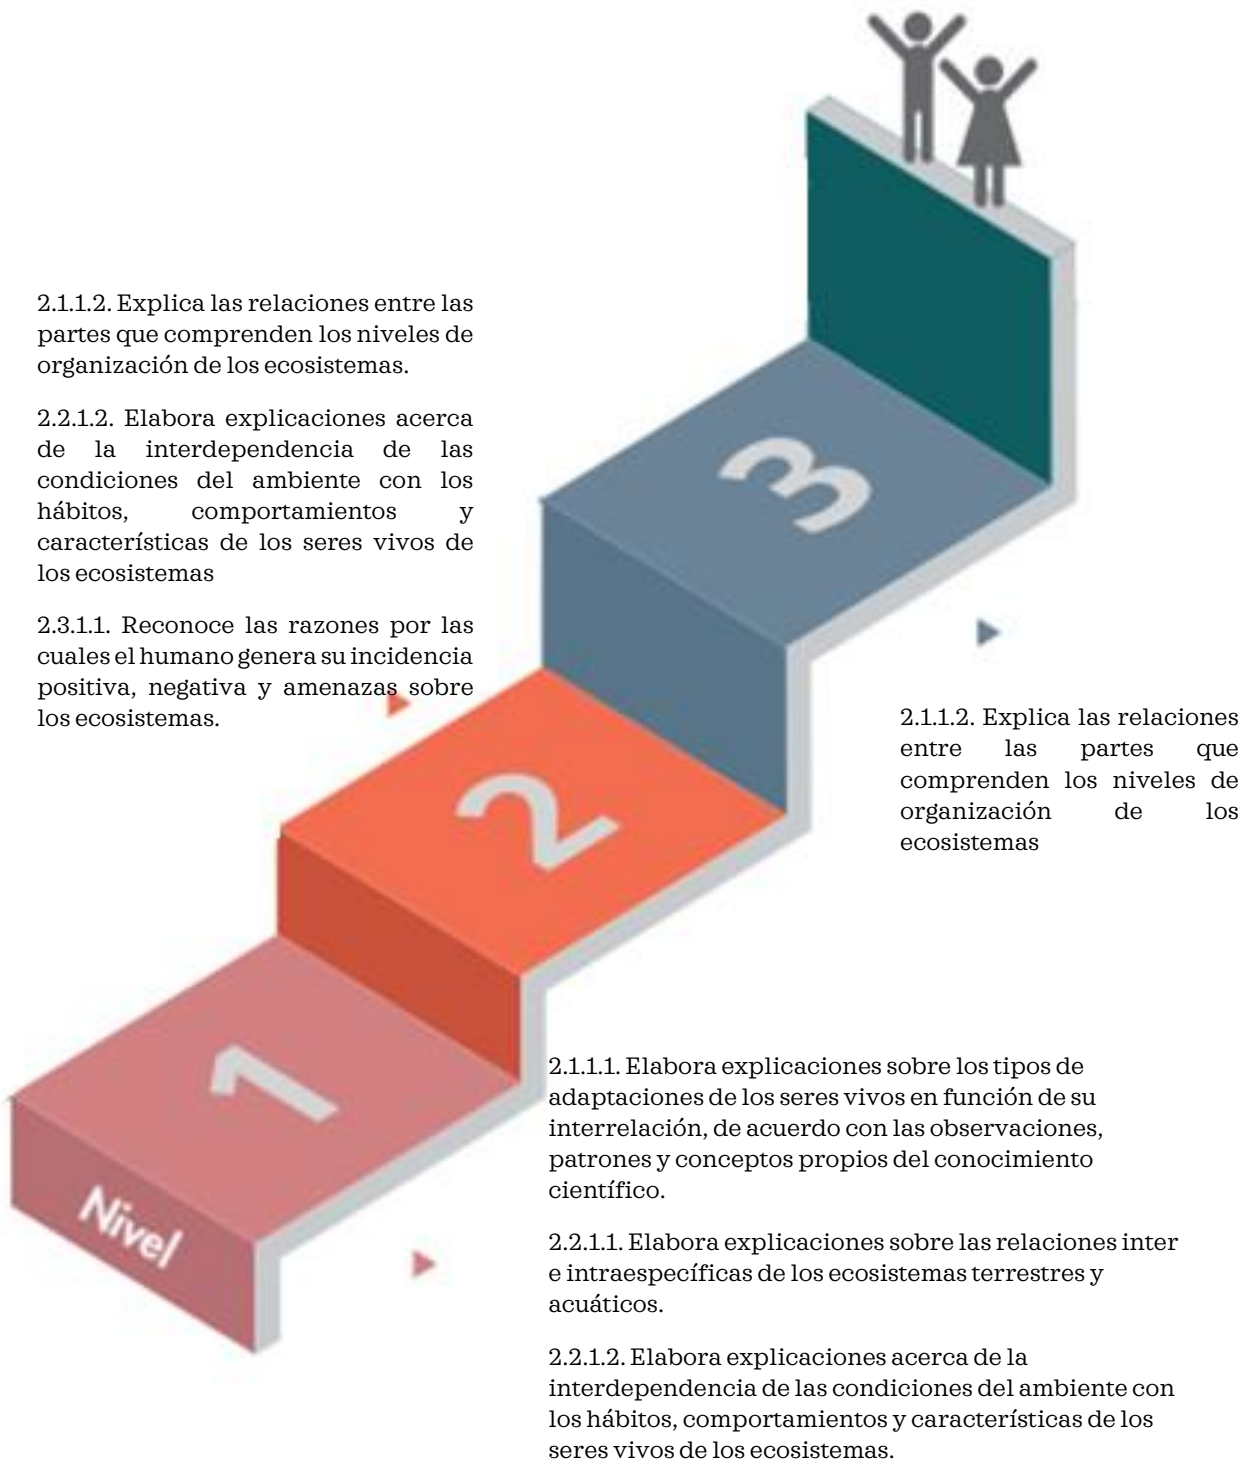 2.1.1.2. Explica las relaciones entre las
partes que comprenden los niveles de
organización de los ecosistemas.
2.2.1.2. Elabora explicaciones acerca
de la interdependencia de las
condiciones del ambiente con los
hábitos, comportamientos y
características de los seres vivos de
los ecosistemas
2.3.1.1. Reconoce las razones por las
cuales el humano genera su incidencia
positiva, negativa y amenazas sobre
los ecosistemas.
3
2.1.1.2. Explica las relaciones
entre las partes que
comprenden los niveles de
organización de los
ecosistemas
2
1
Nivel
2.1.1.1. Elabora explicaciones sobre los tipos de
adaptaciones de los seres vivos en función de su
interrelación, de acuerdo con las observaciones,
patrones y conceptos propios del conocimiento
científico.
2.2.1.1. Elabora explicaciones sobre las relaciones inter
e intraespecíficas de los ecosistemas terrestres y
acuáticos.
2.2.1.2. Elabora explicaciones acerca de la
interdependencia de las condiciones del ambiente con
los hábitos, comportamientos y características de los
seres vivos de los ecosistemas.